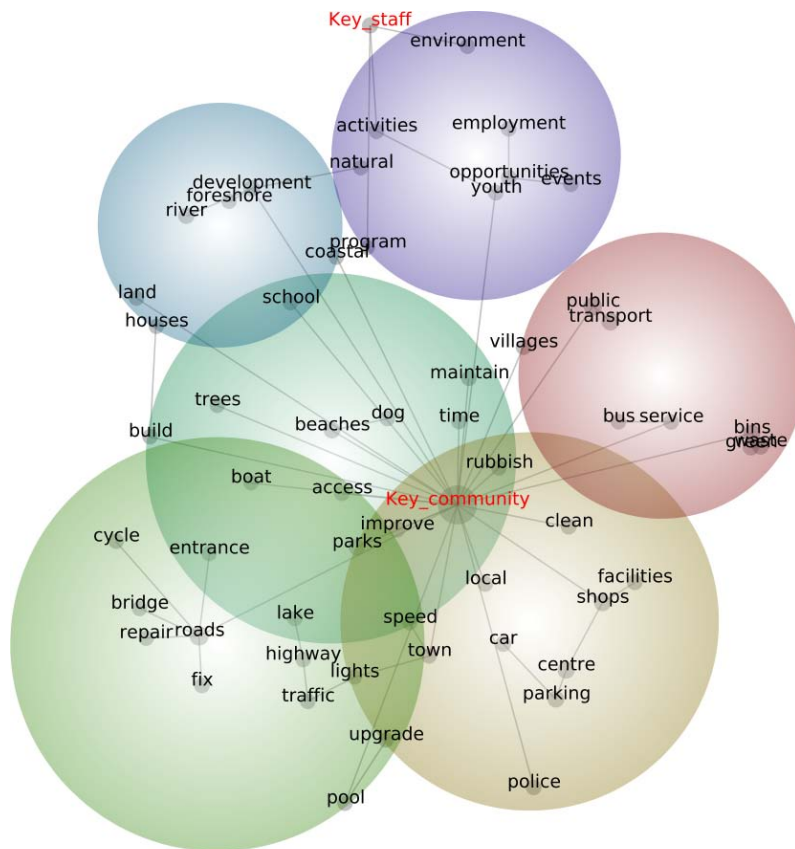 Key_staff
environment
activities
employment
natural
opportunities
development
youth
events
foreshore
river
program
coastal
land
school
public
houses
transport
villages
maintain
trees
dog
beaches
time
bus
service
build
bins
waste
green
rubbish
boat
access
Key_community
improve
clean
cycle
entrance
parks
local
facilities
shops
bridge
lake
speed
repair
roads
car
town
highway
lights
centre
fix
traffic
parking
upgrade
police
pool